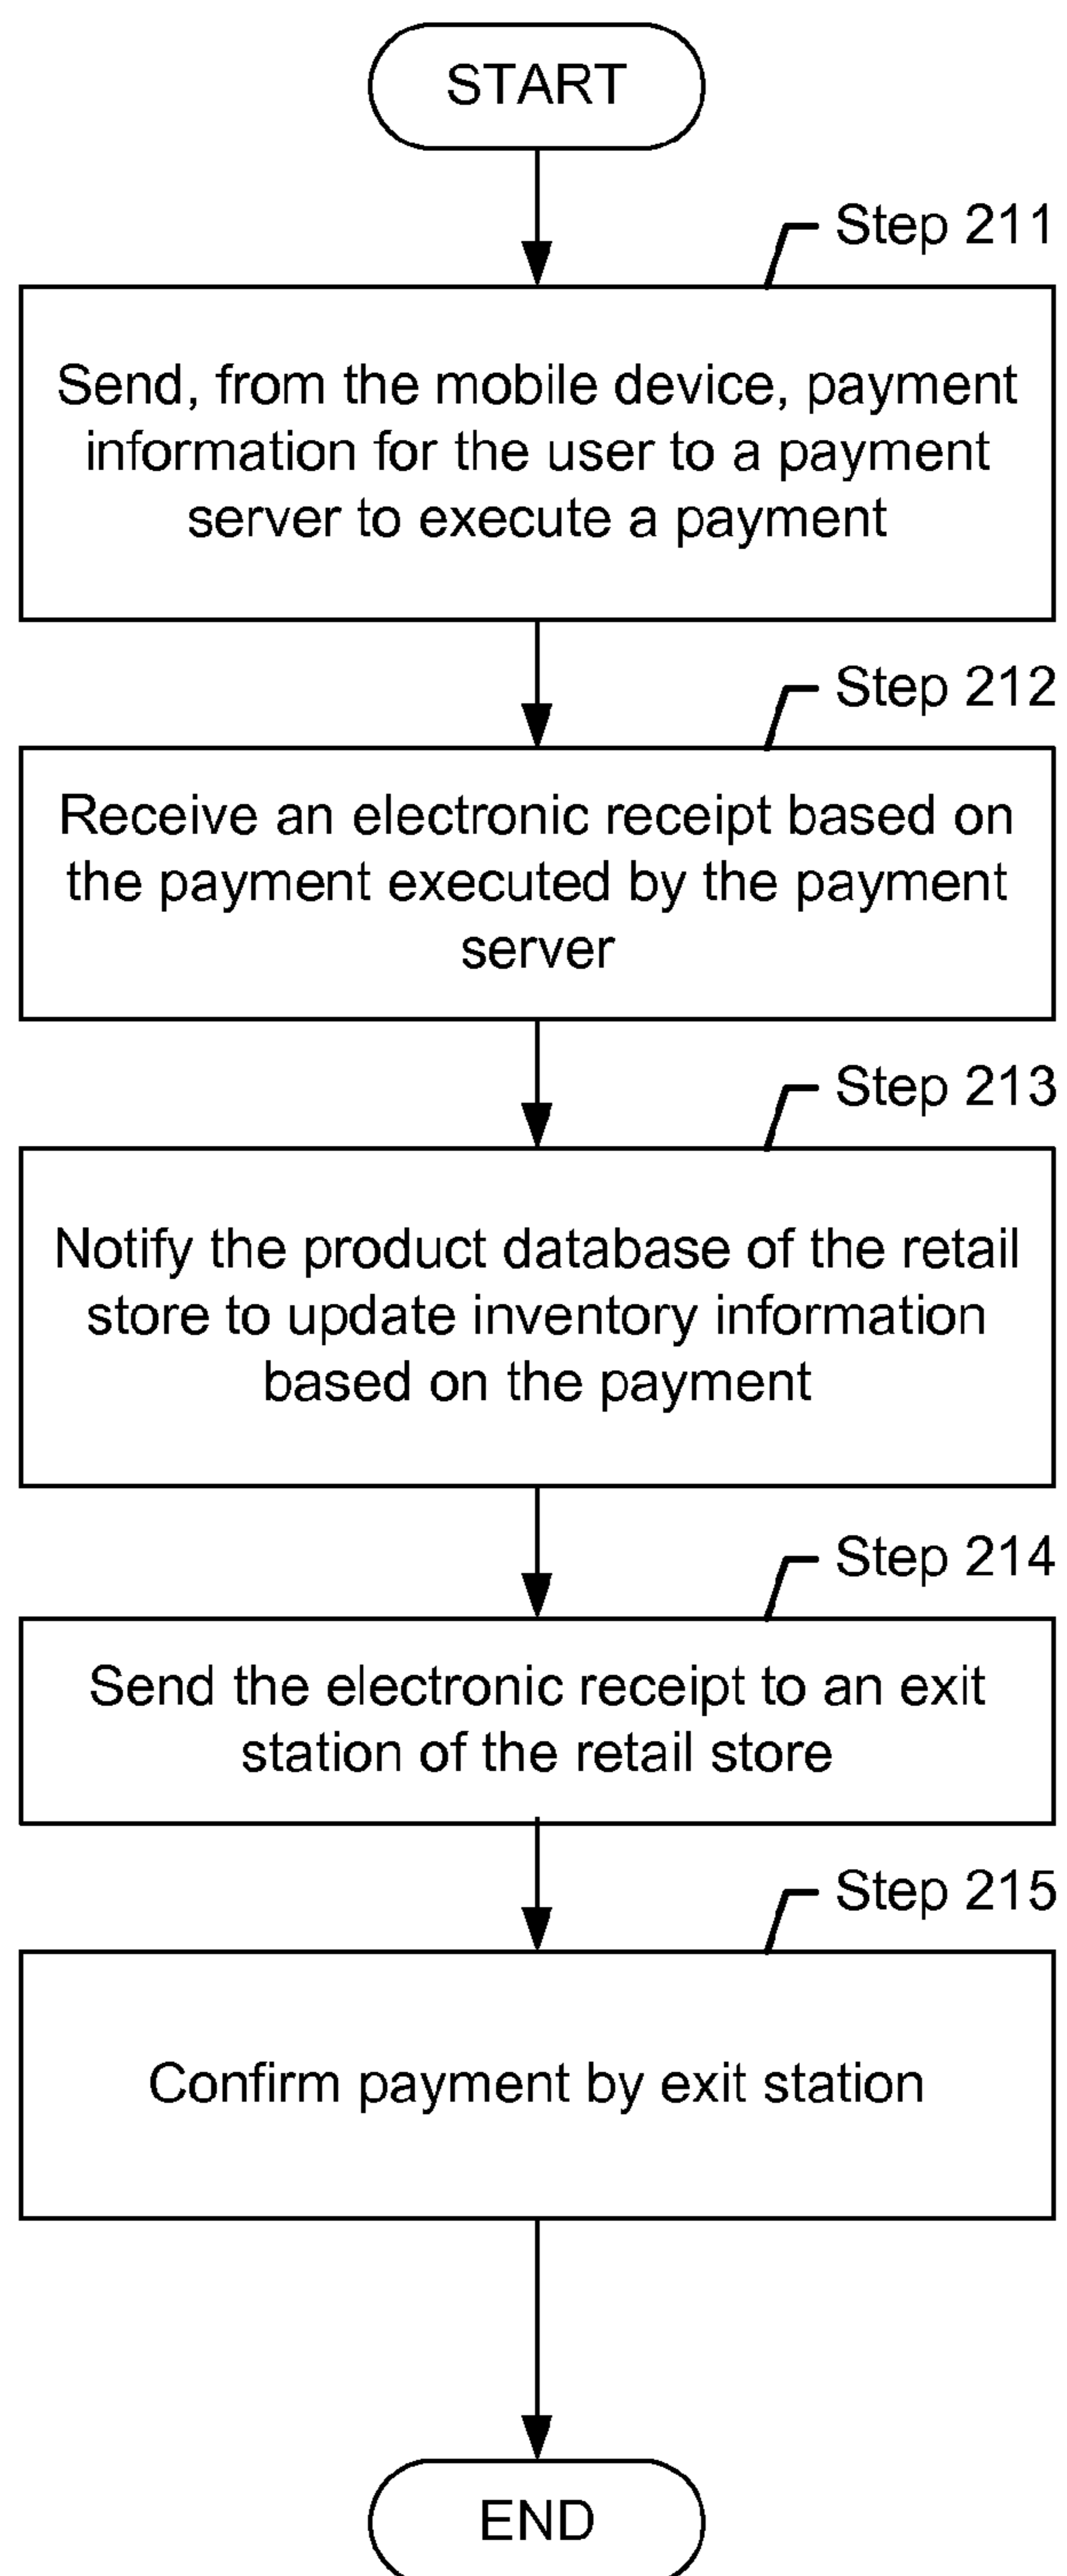 START
Step 211
Send, from the mobile device, payment
information for the user to a payment
server to execute a payment
Step 212
Receive an electronic receipt based on
the payment executed by the payment
server
Step 213
Notify the product database of the retail
store to update inventory information
based on the payment
Step 214
Send the electronic receipt to an exit
station of the retail store
Step 215
Confirm payment by exit station
END